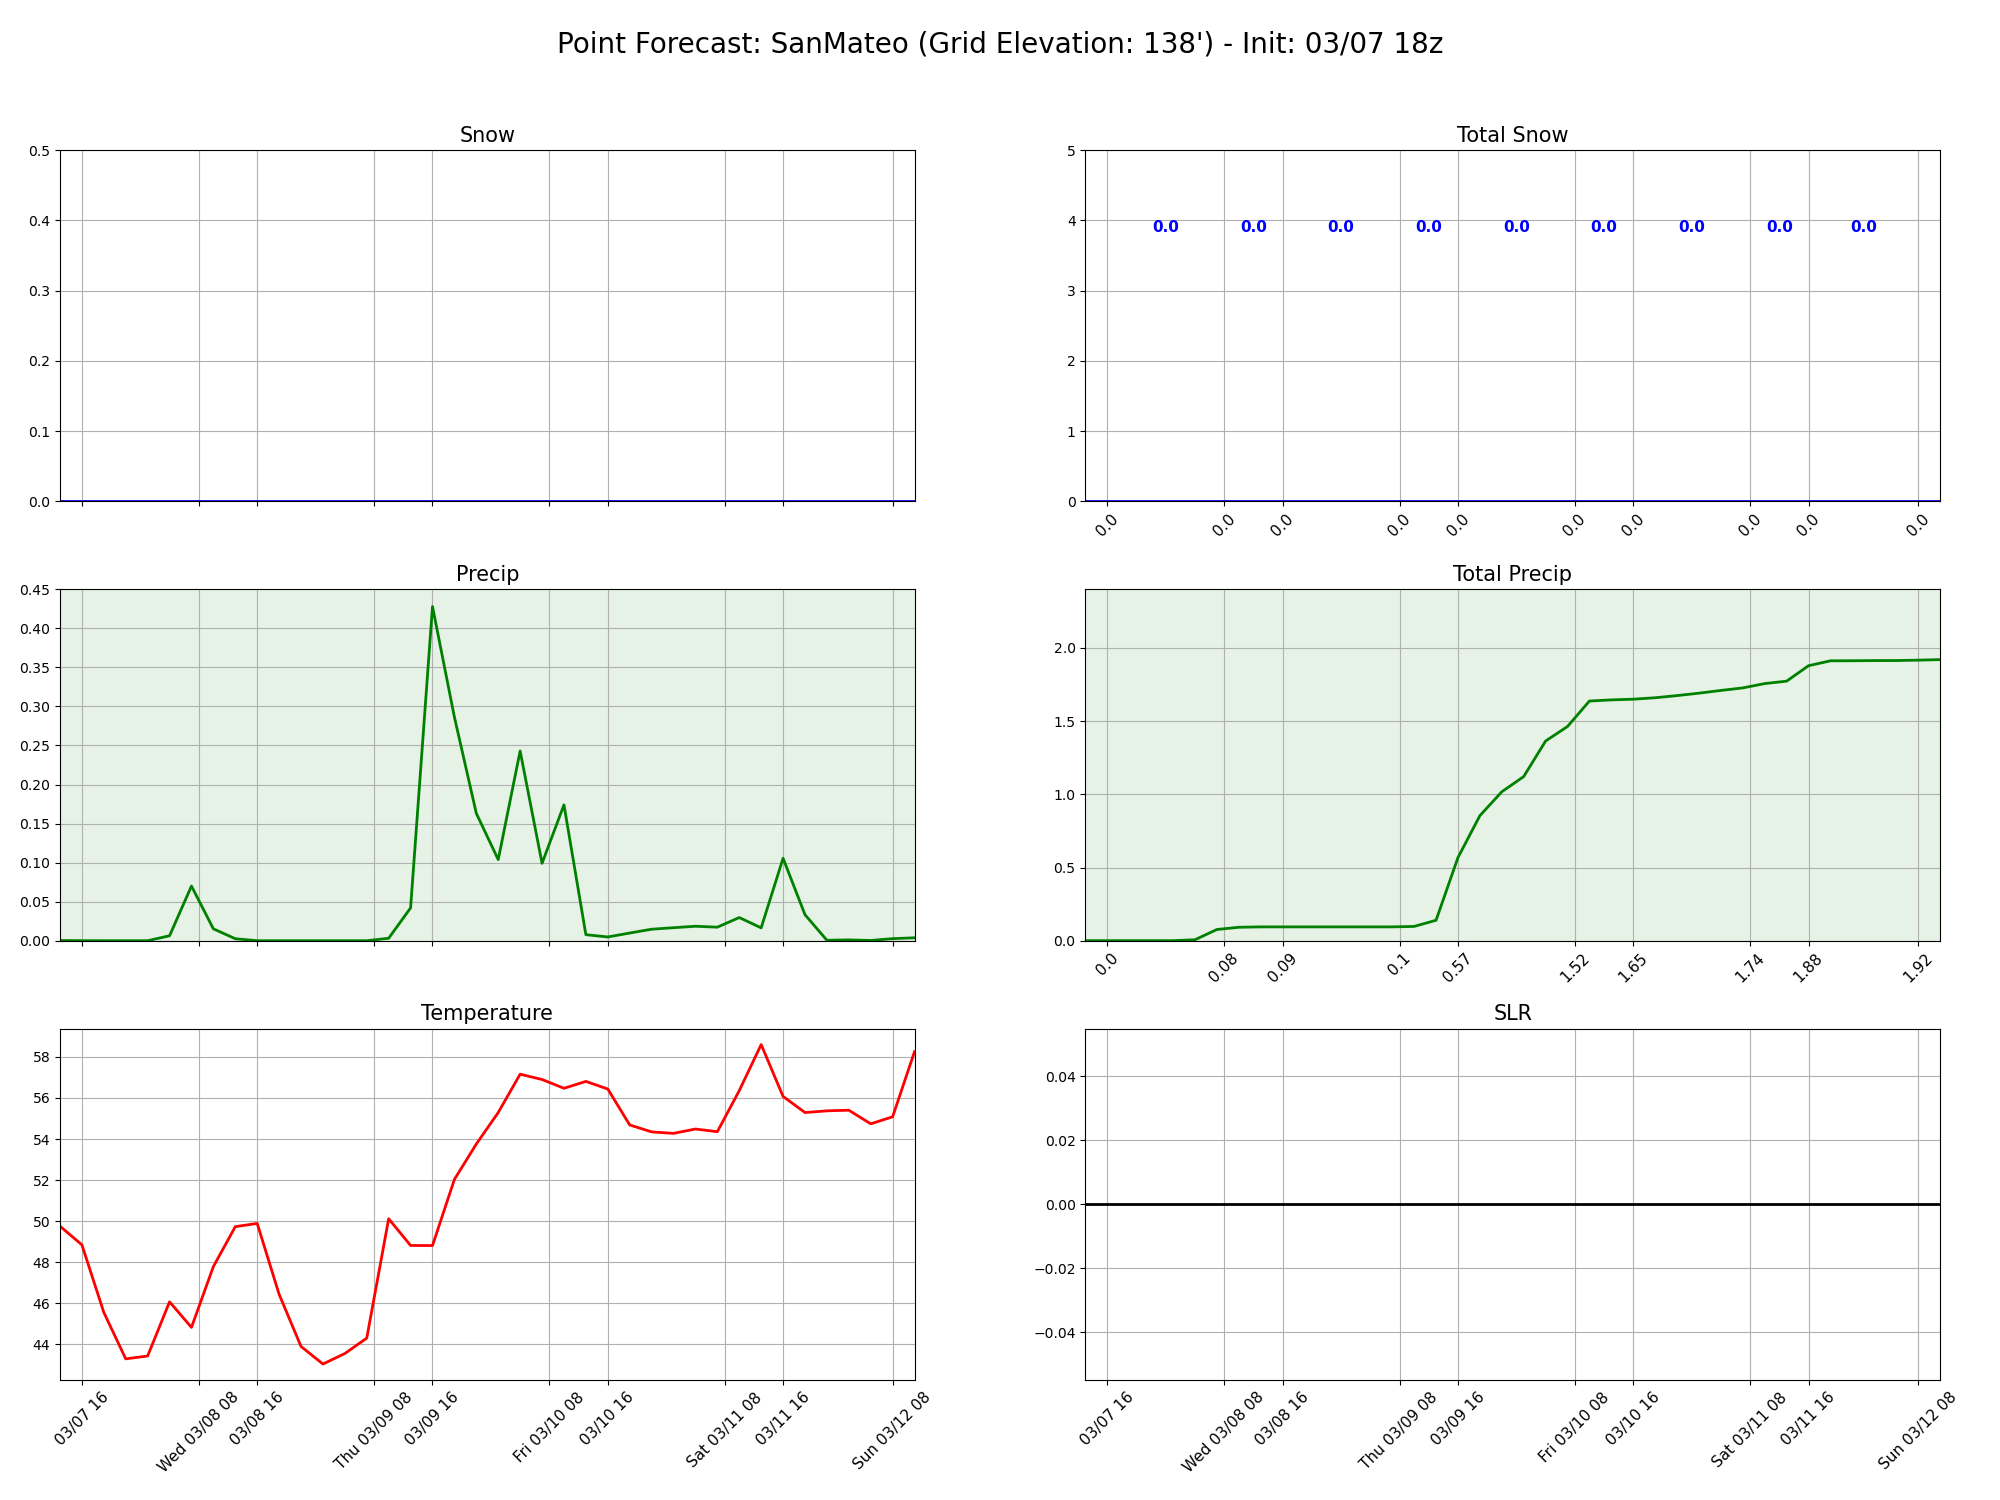 Point Forecast: SanMateo (Grid Elevation: 138') - Init: 03/07 18z
Snow
0.5
0.4
0.3
0.2
0.1
0.0
Total Snow
5
4
3
2
1
0
0.0 0.0 0.0 0.0 0.0 0.0 0.0 0.0 0.0
0.0 0.0 0.0 0.0 0.0 0.0 0.0 0.0 0.0 0.0
Precip
0.45
0.40
0.35
0.30
0.25
0.20
0.15
0.10
0.05
0.00
Total Precip
2.0
1.5
1.0
0.5
0.0
0.0 0.08 0.09 0.1 0.57 1.52 1.65 1.74 1.88 1.92
Temperature
58
56
54
52
50
48
46
44
03/07 16
Wed 03/08 08
03/08 16
Thu 03/09 08
03/09 16
Fri 03/10 08
03/10 16
Sat 03/11 08
03/11 16
Sun 03/12 08
SLR
0.04
0.02
0.00
−0.02
−0.04
03/07 16
Wed 03/08 08
03/08 16
Thu 03/09 08
03/09 16
Fri 03/10 08
03/10 16
Sat 03/11 08
03/11 16
Sun 03/12 08